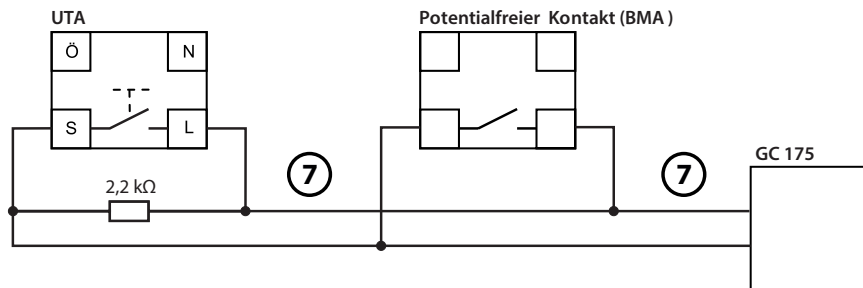 UTA
Potentialfreier Kontakt (BMA )
Ö
N
S
L
GC 175
7
7
2,2 kΩ